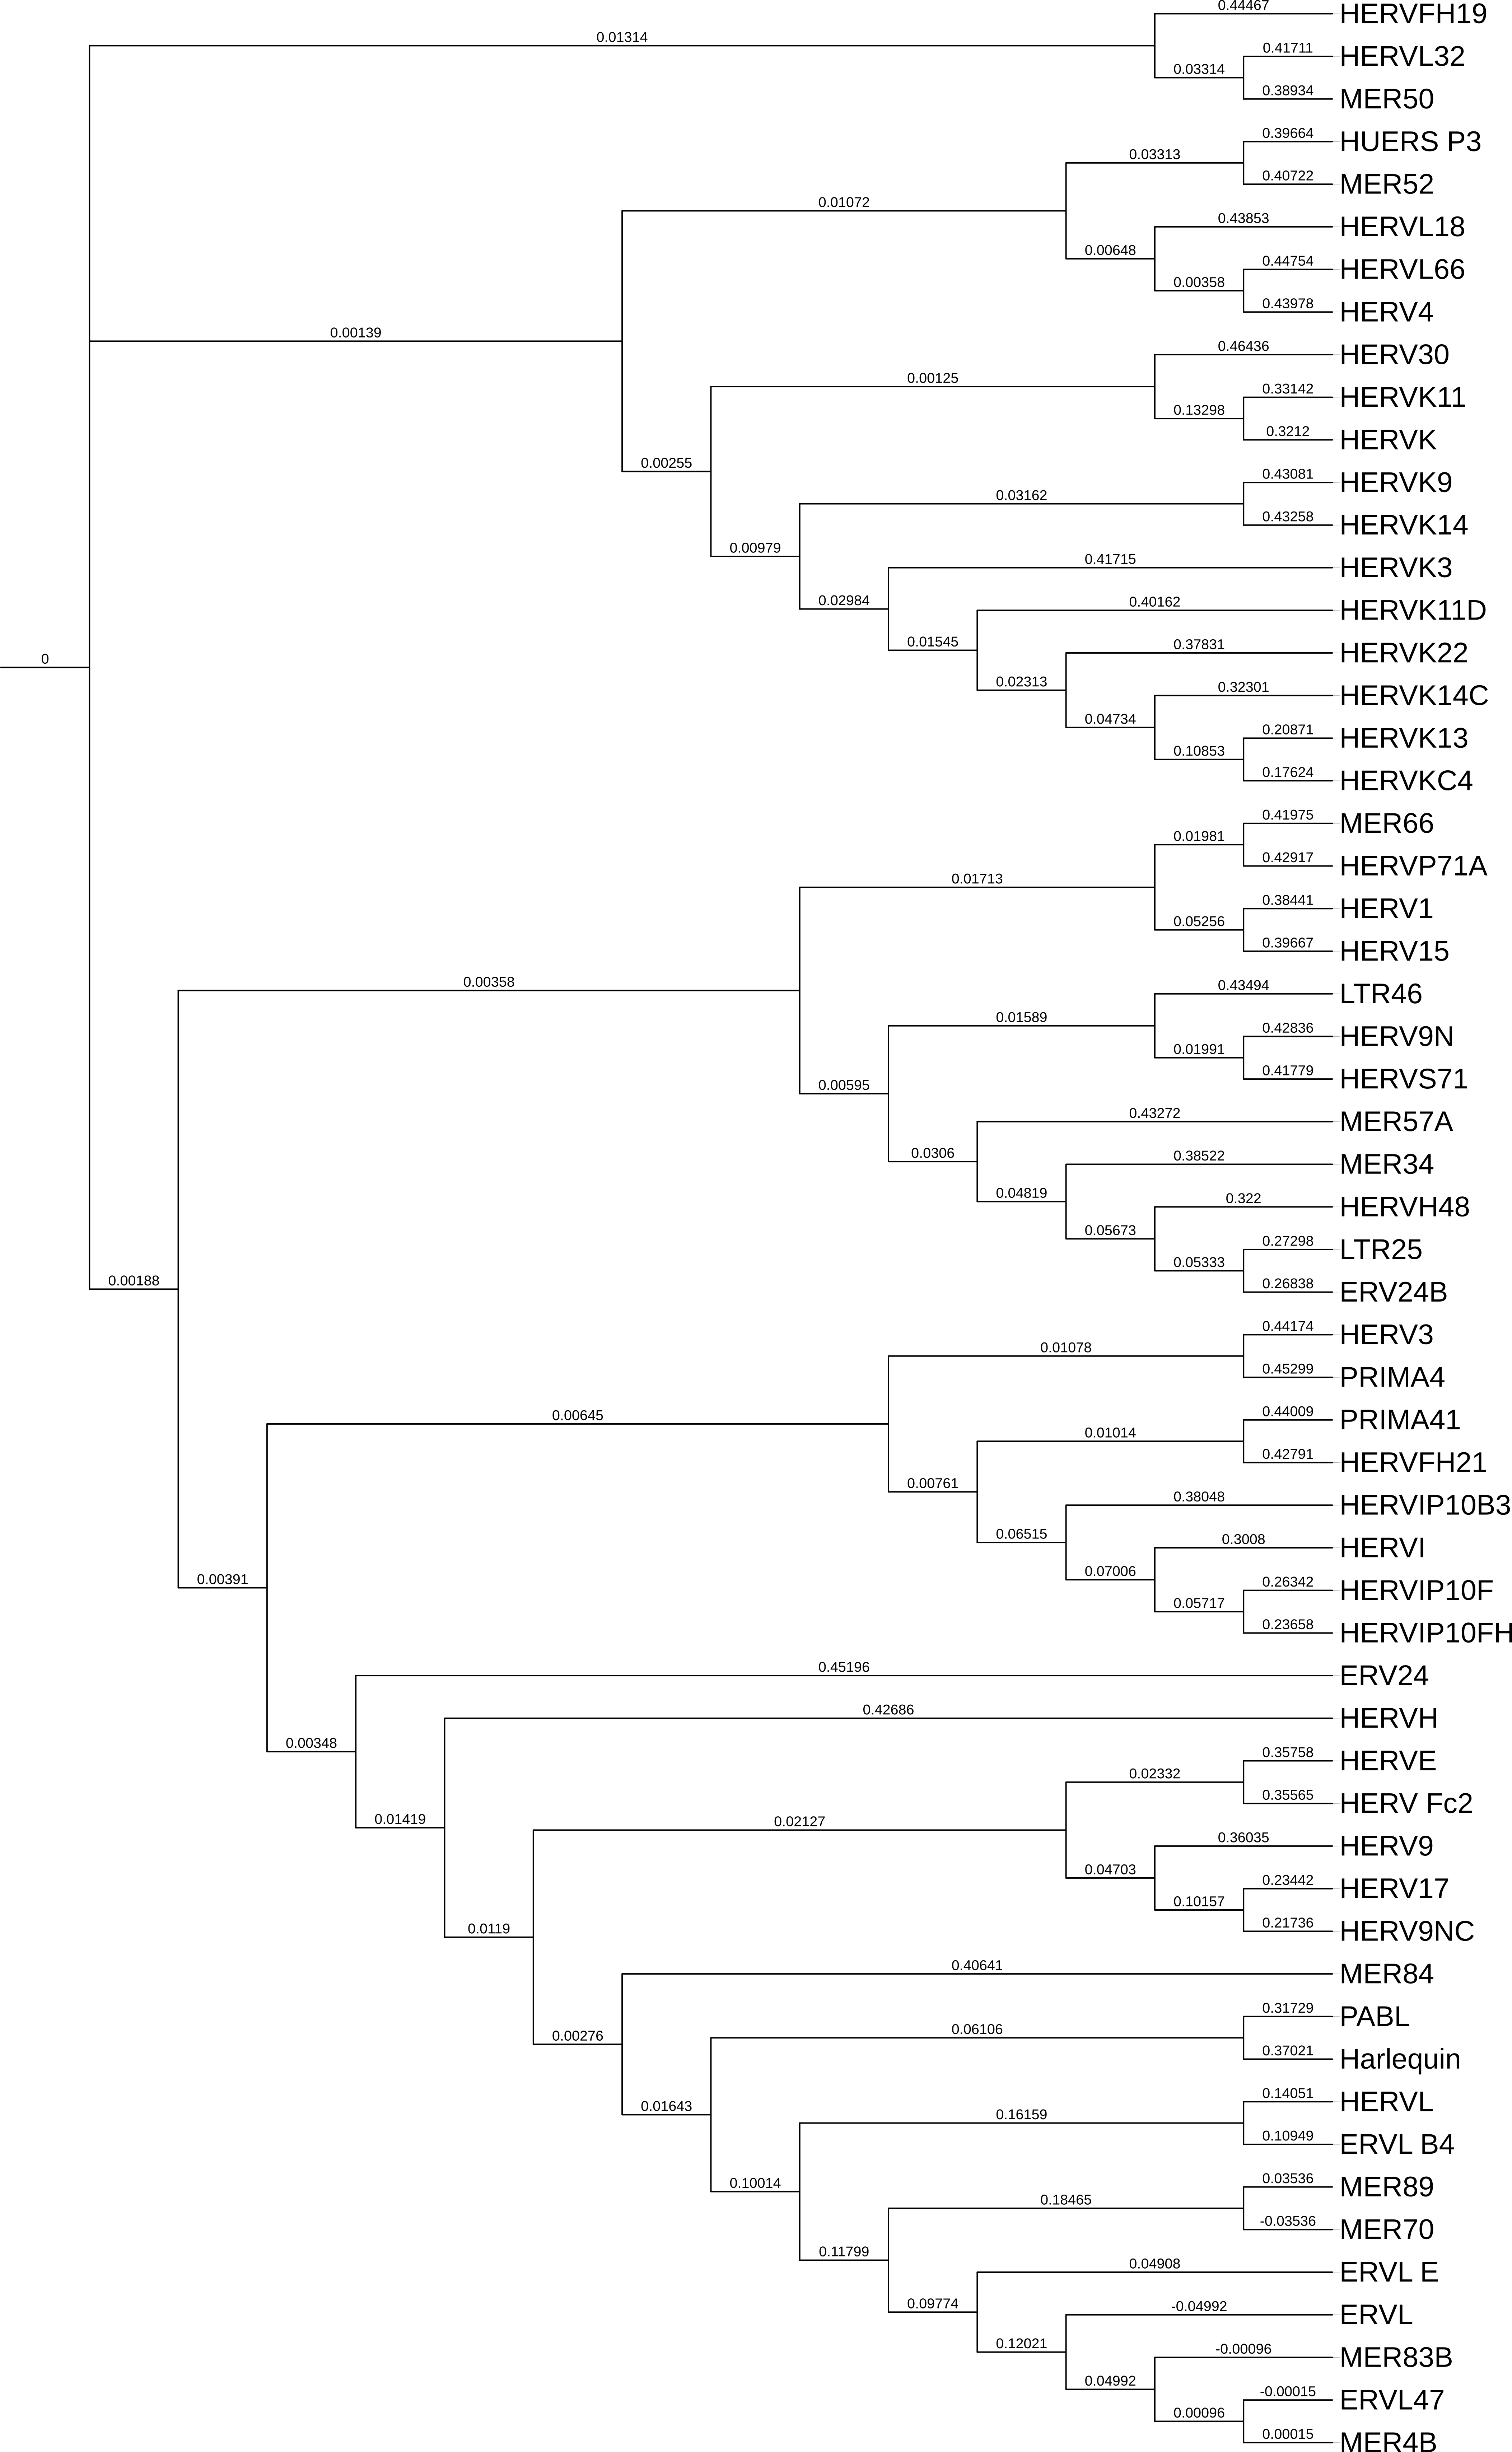 0.44467 HERVFH19
0.01314
0.41711 HERVL32
0.03314
0.38934 MER50
0.39664 HUERS P3
0.03313
0.40722 MER52
0.01072
0.43853 HERVL18
0.00648
0.44754 HERVL66
0.00358
0.43978 HERV4
0.00139
0.46436 HERV30
0.00125
0.33142 HERVK11
0.13298
0.3212 HERVK
0.00255
0.43081 HERVK9
0.03162
0.43258 HERVK14
0.00979
0.41715 HERVK3
0.02984
0.40162 HERVK11D
0.01545
0.37831 HERVK22
0
0.02313
0.32301 HERVK14C
0.04734
0.20871 HERVK13
0.10853
0.17624 HERVKC4
0.41975 MER66
0.01981
0.42917 HERVP71A
0.01713
0.38441 HERV1
0.05256
0.39667 HERV15
0.00358
0.43494 LTR46
0.01589
0.42836 HERV9N
0.01991
0.41779 HERVS71
0.00595
0.43272 MER57A
0.0306
0.38522 MER34
0.04819
0.322 HERVH48
0.05673
0.27298 LTR25
0.05333
0.00188
0.26838 ERV24B
0.44174 HERV3
0.01078
0.45299 PRIMA4
0.00645
0.44009 PRIMA41
0.01014
0.42791 HERVFH21
0.00761
0.38048 HERVIP10B3
0.06515
0.3008 HERVI
0.07006
0.00391
0.26342 HERVIP10F
0.05717
0.23658 HERVIP10FH
0.45196 ERV24
0.42686 HERVH
0.00348
0.35758 HERVE
0.02332
0.35565 HERV Fc2
0.01419
0.02127
0.36035 HERV9
0.04703
0.23442 HERV17
0.10157
0.21736 HERV9NC
0.0119
0.40641 MER84
0.31729 PABL
0.06106
0.00276
0.37021 Harlequin
0.14051 HERVL
0.01643
0.16159
0.10949 ERVL B4
0.03536 MER89
0.10014
0.18465
-0.03536 MER70
0.11799
0.04908 ERVL E
0.09774
-0.04992 ERVL
0.12021
-0.00096 MER83B
0.04992
-0.00015 ERVL47
0.00096
0.00015 MER4B